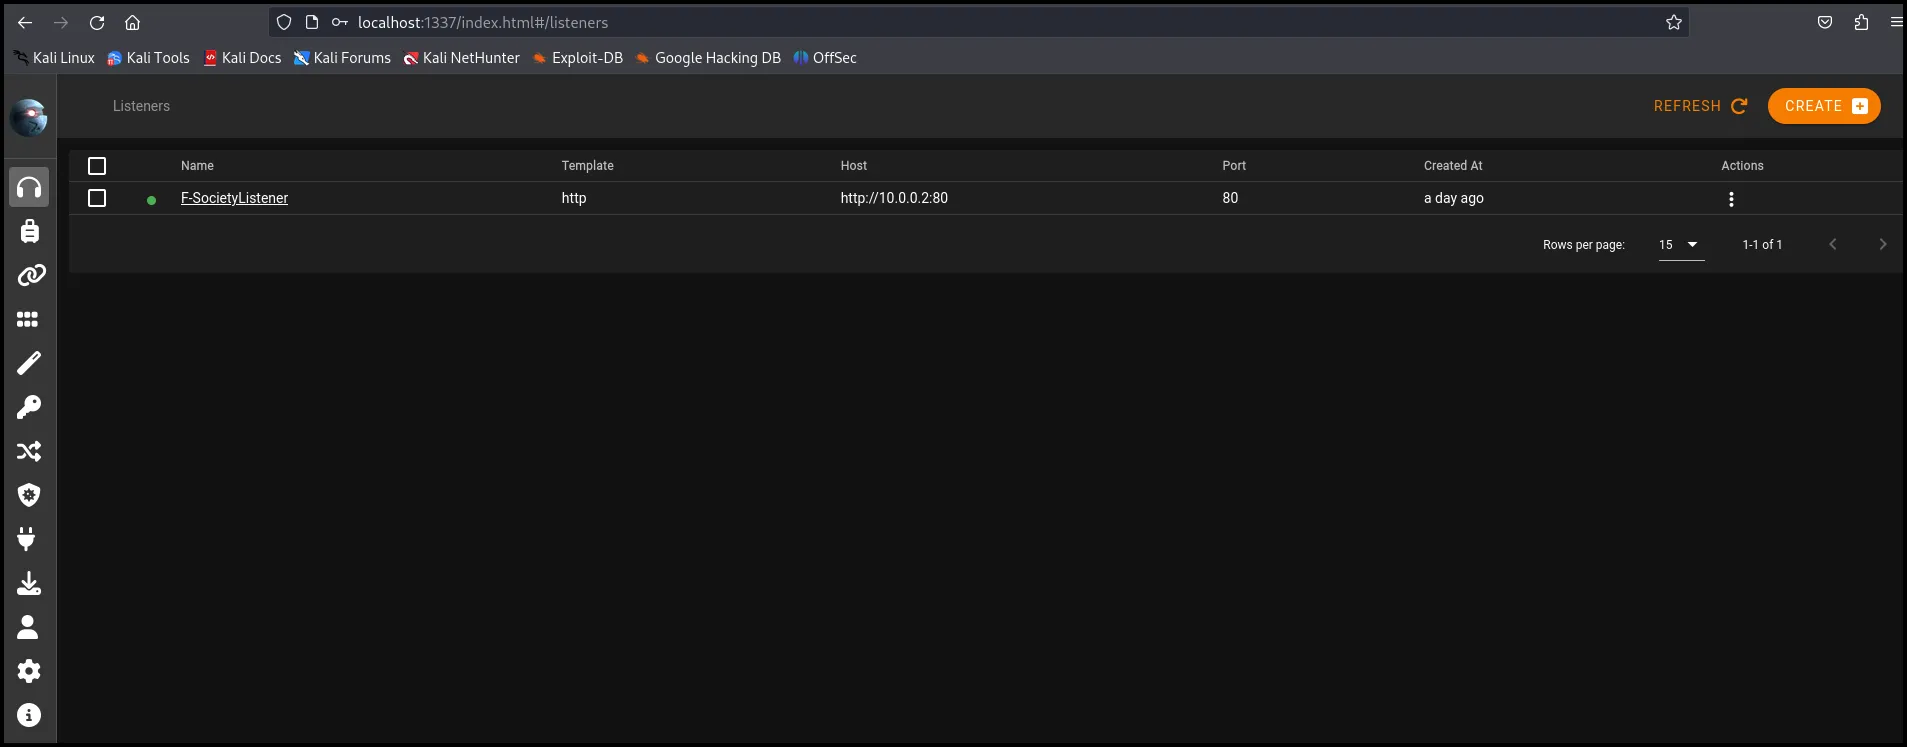 localhost:1337/index.html#/listeners
Kali Linux Kali Tools Kali Docs Kali Forums Kali NetHunter Exploit-DB Google Hacking DB OffSec
Listeners REFRESH CREATE
Name Template Host Port Created At Actions
F-SocietyListener http http://10.0.0.2:80 80 a day ago
Rows per page: 15 1-1 of 1